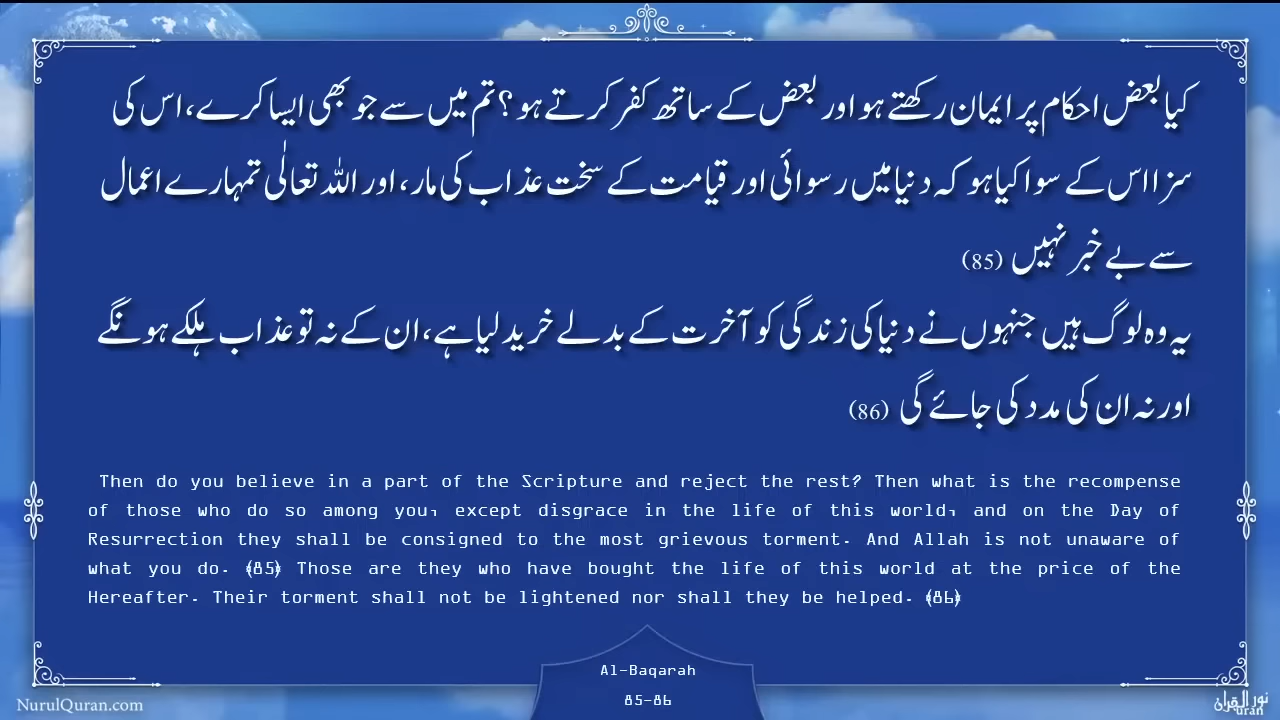 کیا بعض احکام پر ایمان رکھتے ہو اور بعض کے ساتھ کفر کرتے ہو ؟ تم میں سے جو بھی ایسا کرے، اس کی
سزا اس کے سوا کیا ہو کہ دنیا میں رسوائی اور قیامت کے سخت عذاب کی مار، اور اللہ تعالٰی تمہارے اعمال
سے بے خبر نہیں (85)
یہ وہ لوگ ہیں جنہوں نے دنیا کی زندگی کو آخرت کے بدلے خرید لیا ہے، ان کے نہ تو عذاب ہلکے ہونگے
اور نہ ان کی مدد کی جائے گی (86)
Then do you believe in a part of the Scripture and reject the rest? Then what is the recompense
of those who do so among you, except disgrace in the life of this world, and on the Day of
Resurrection they shall be consigned to the most grievous torment. And Allah is not unaware of
what you do. (85) Those are they who have bought the life of this world at the price of the
Hereafter. Their torment shall not be lightened nor shall they be helped. (86)
Al-Baqarah
85-86
NurulQuran.com
نور القرآن